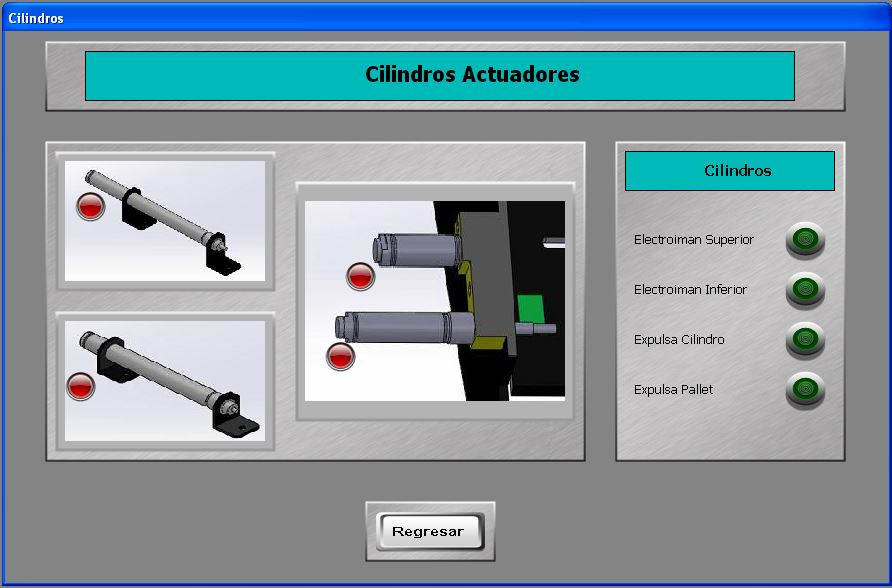 Cilindros
Cilindros Actuadores
Cilindros
Electroiman Superior
Electroiman Inferior
Expulsa Cilindro
Expulsa Pallet
Regresar